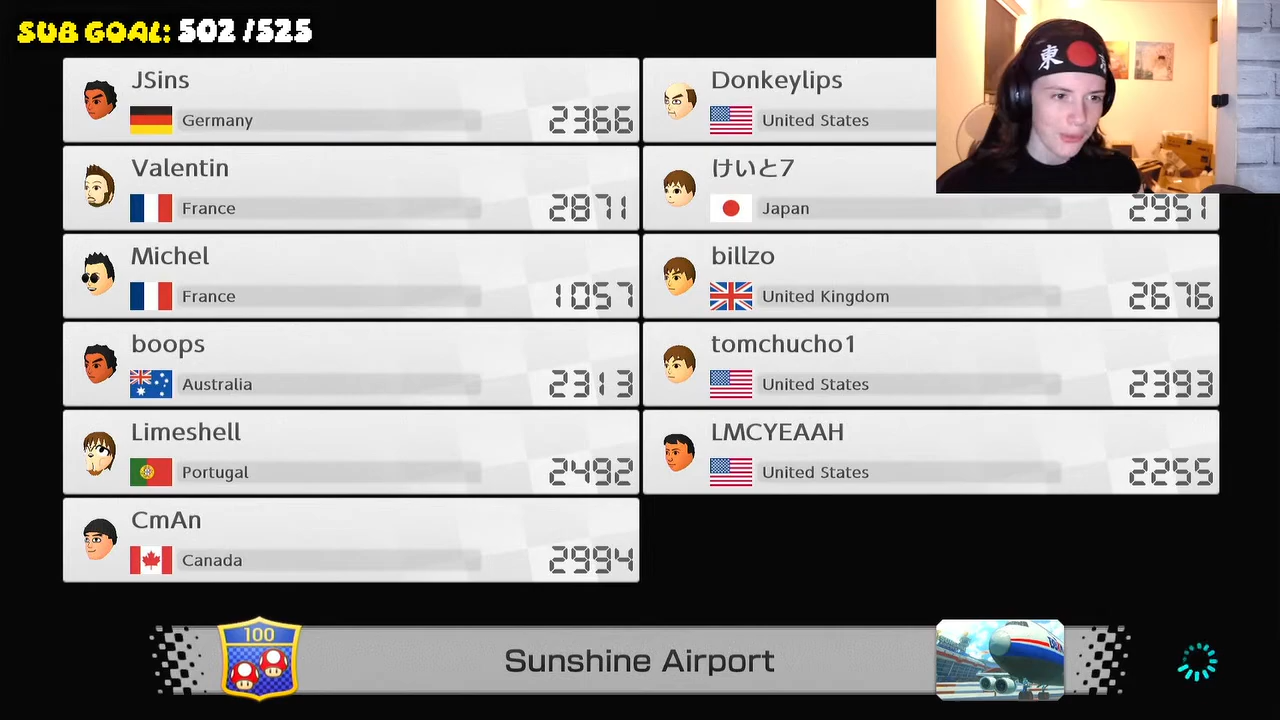 SUB GOAL: 502 /525
JSins
Germany
2366
Donkeylips
United States
Valentin
France
2871
けいと7
Japan
2951
Michel
France
1057
billzo
United Kingdom
2676
boops
Australia
2313
tomchucho1
United States
2393
Limeshell
Portugal
2492
LMCYEAAH
United States
2255
CmAn
Canada
2994
100
Sunshine Airport
東